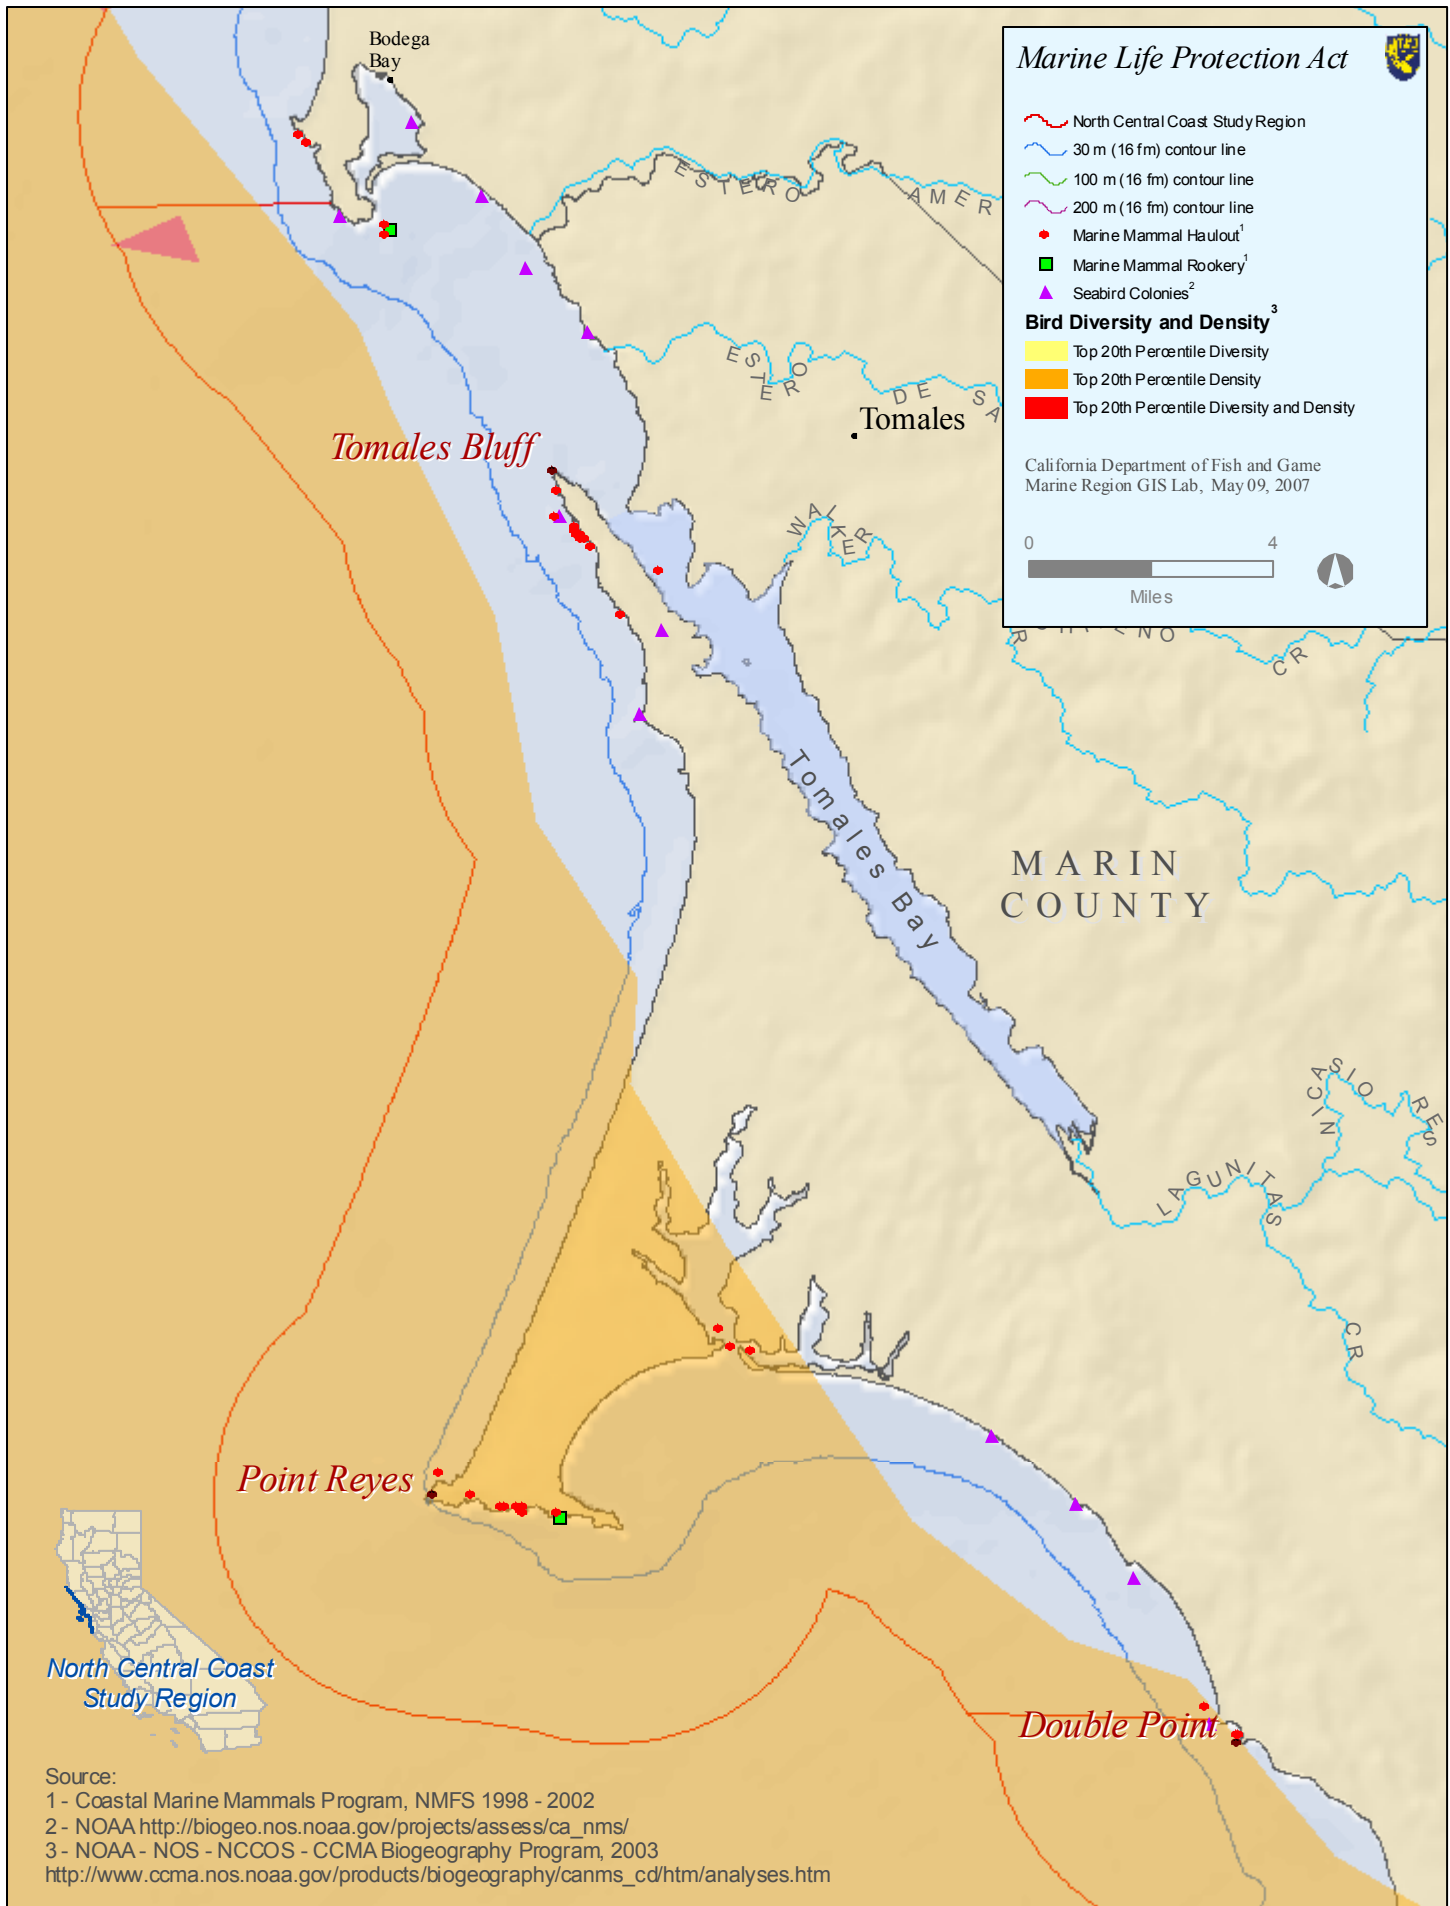 Bodega
Bay
Marine Life Protection Act
North Central Coast Study Region
30 m (16 fm) contour line
100 m (16 fm) contour line
200 m (16 fm) contour line
Marine Mammal Haulout1
Marine Mammal Rookery1
Seabird Colonies2
Bird Diversity and Density3
Top 20th Percentile Diversity
Top 20th Percentile Density
Top 20th Percentile Diversity and Density
California Department of Fish and Game
Marine Region GIS Lab, May 09, 2007
0 4
Miles
ESTERO AMER
ESTERO DE SA
Tomales
Tomales Bluff
WALKER
ENO
CR
Tomales Bay
MARIN
COUNTY
NICASIO RES
LAGUNITAS
CR
Point Reyes
North Central Coast
Study Region
Double Point
Source:
1 - Coastal Marine Mammals Program, NMFS 1998 - 2002
2 - NOAA http://biogeo.nos.noaa.gov/projects/assess/ca_nms/
3 - NOAA - NOS - NCCOS - CCMA Biogeography Program, 2003
http://www.ccma.nos.noaa.gov/products/biogeography/canms_cd/htm/analyses.htm